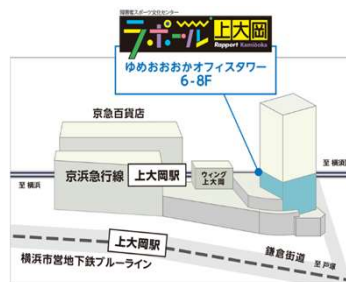 障害者スポーツ文化センター
ラポール上大岡
Rapport Kamiooka
ゆめおおおかオフィスタワー
6-8F
京急百貨店
京浜急行線
上大岡駅
ウィング
上大岡
至 横浜
至 横須
上大岡駅
横浜市営地下鉄ブルーライン
鎌倉街道
至 戸塚